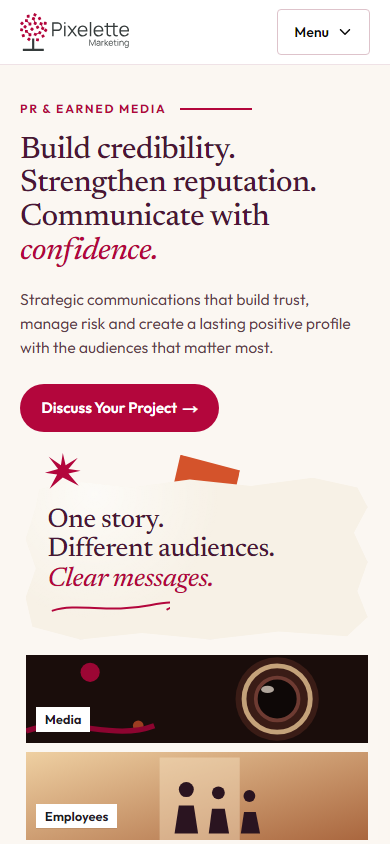 Pixelette
Marketing
Menu
PR & EARNED MEDIA
Build credibility.
Strengthen reputation.
Communicate with
confidence.
Strategic communications that build trust,
manage risk and create a lasting positive profile
with the audiences that matter most.
Discuss Your Project →
One story.
Different audiences.
Clear messages.
Media
Employees